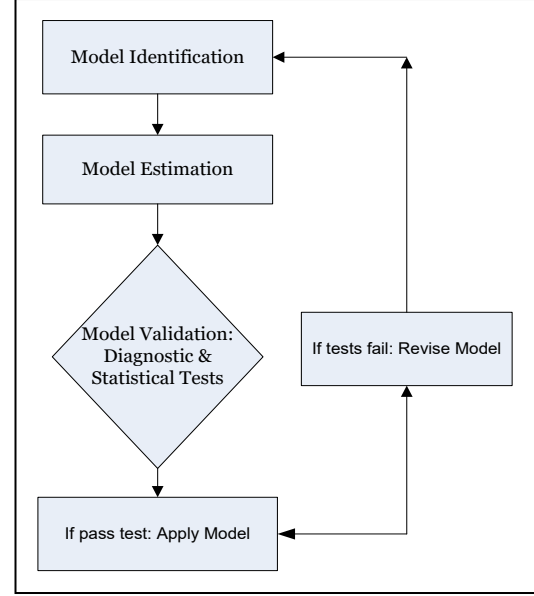 Model Identification
Model Estimation
Model Validation:
Diagnostic &
Statistical Tests
If tests fail: Revise Model
If pass test: Apply Model